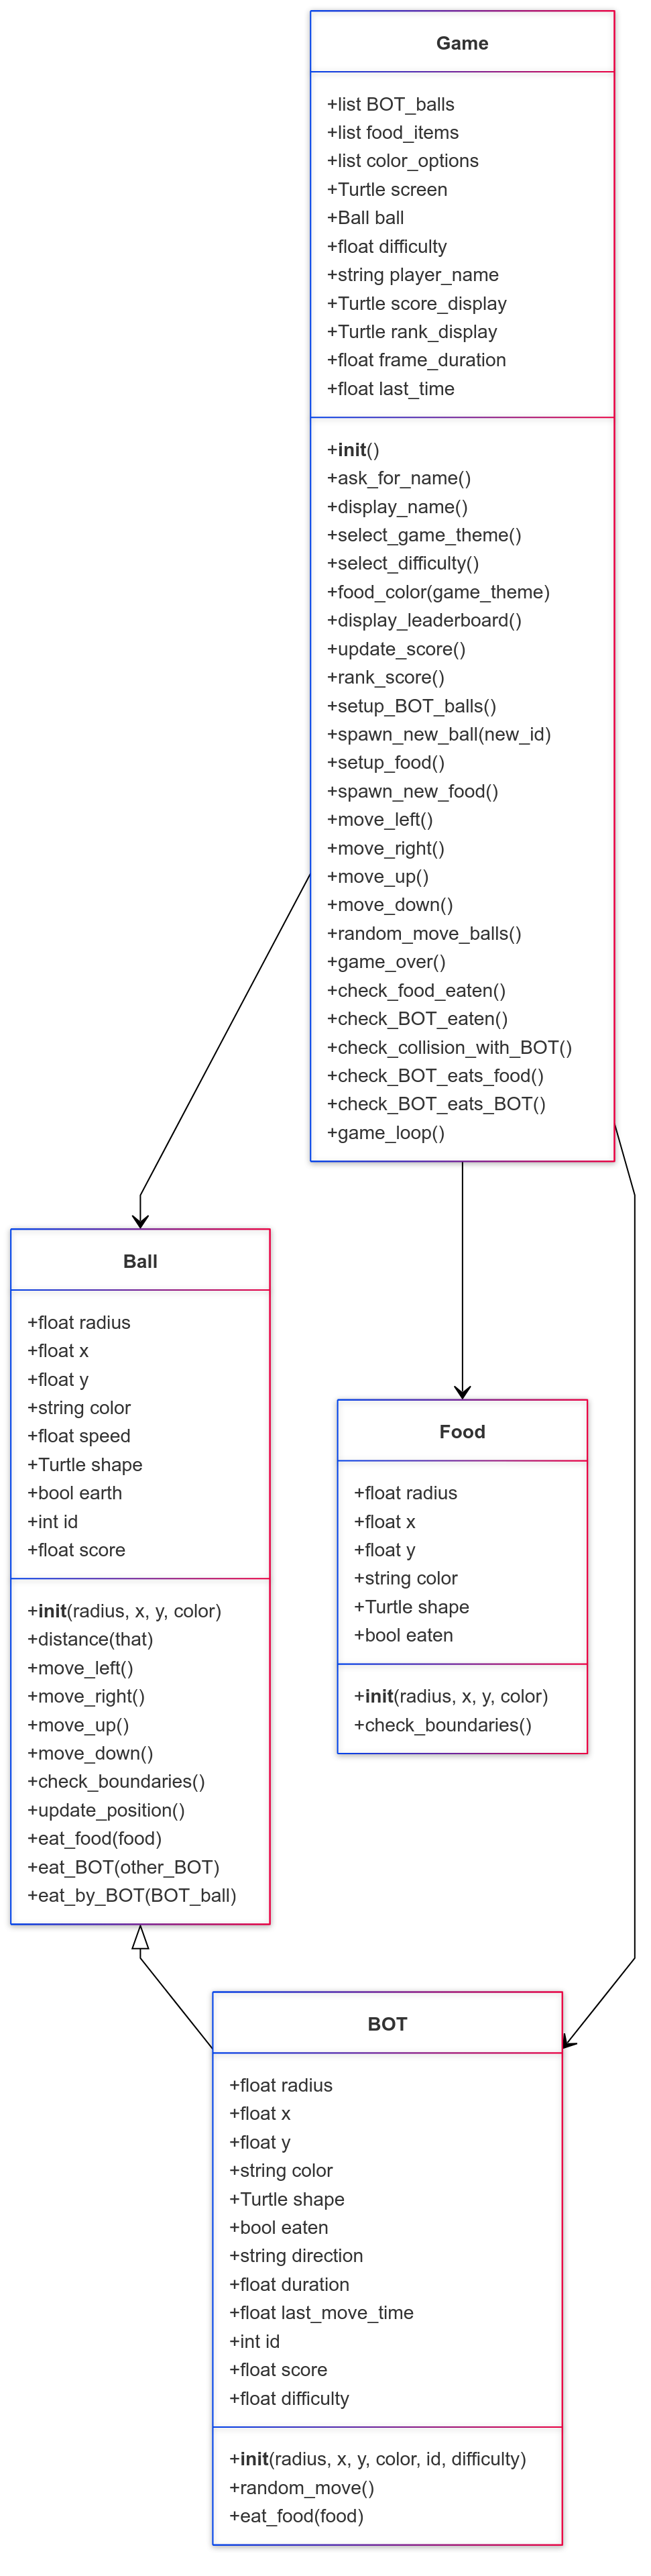 Game
+list BOT_balls
+list food_items
+list color_options
+Turtle screen
+Ball ball
+float difficulty
+string player_name
+Turtle score_display
+Turtle rank_display
+float frame_duration
+float last_time
+init()
+ask_for_name()
+display_name()
+select_game_theme()
+select_difficulty()
+food_color(game_theme)
+display_leaderboard()
+update_score()
+rank_score()
+setup_BOT_balls()
+spawn_new_ball(new_id)
+setup_food()
+spawn_new_food()
+move_left()
+move_right()
+move_up()
+move_down()
+random_move_balls()
+game_over()
+check_food_eaten()
+check_BOT_eaten()
+check_collision_with_BOT()
+check_BOT_eats_food()
+check_BOT_eats_BOT()
+game_loop()
Ball
+float radius
+float x
+float y
+string color
+float speed
+Turtle shape
+bool earth
+int id
+float score
+init(radius, x, y, color)
+distance(that)
+move_left()
+move_right()
+move_up()
+move_down()
+check_boundaries()
+update_position()
+eat_food(food)
+eat_BOT(other_BOT)
+eat_by_BOT(BOT_ball)
Food
+float radius
+float x
+float y
+string color
+Turtle shape
+bool eaten
+init(radius, x, y, color)
+check_boundaries()
BOT
+float radius
+float x
+float y
+string color
+Turtle shape
+bool eaten
+string direction
+float duration
+float last_move_time
+int id
+float score
+float difficulty
+init(radius, x, y, color, id, difficulty)
+random_move()
+eat_food(food)